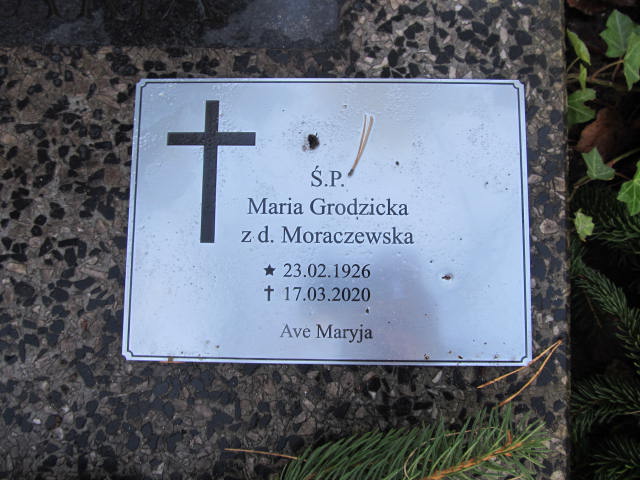 Ś.P.
Maria Grodzicka
z d. Moraczewska
★ 23.02.1926
✝ 17.03.2020
Ave Maryja